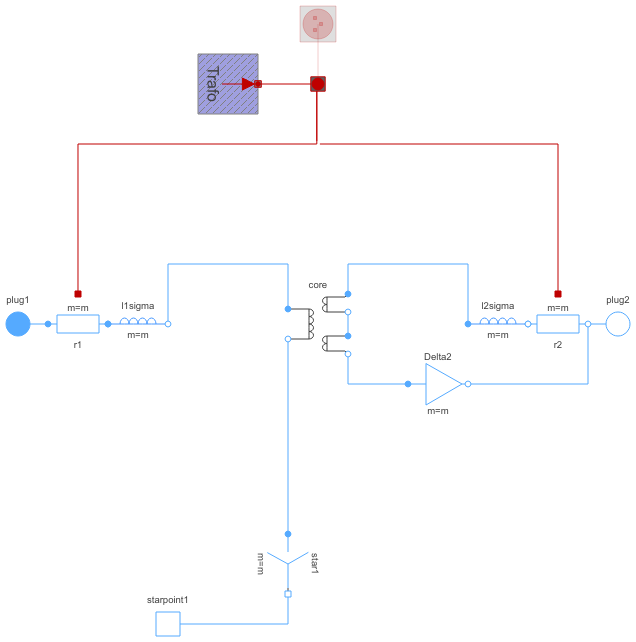 Trafo
core
plug1
m=m
l1sigma
l2sigma
m=m
plug2
r1
m=m
m=m
r2
Delta2
m=m
m=m
star1
starpoint1